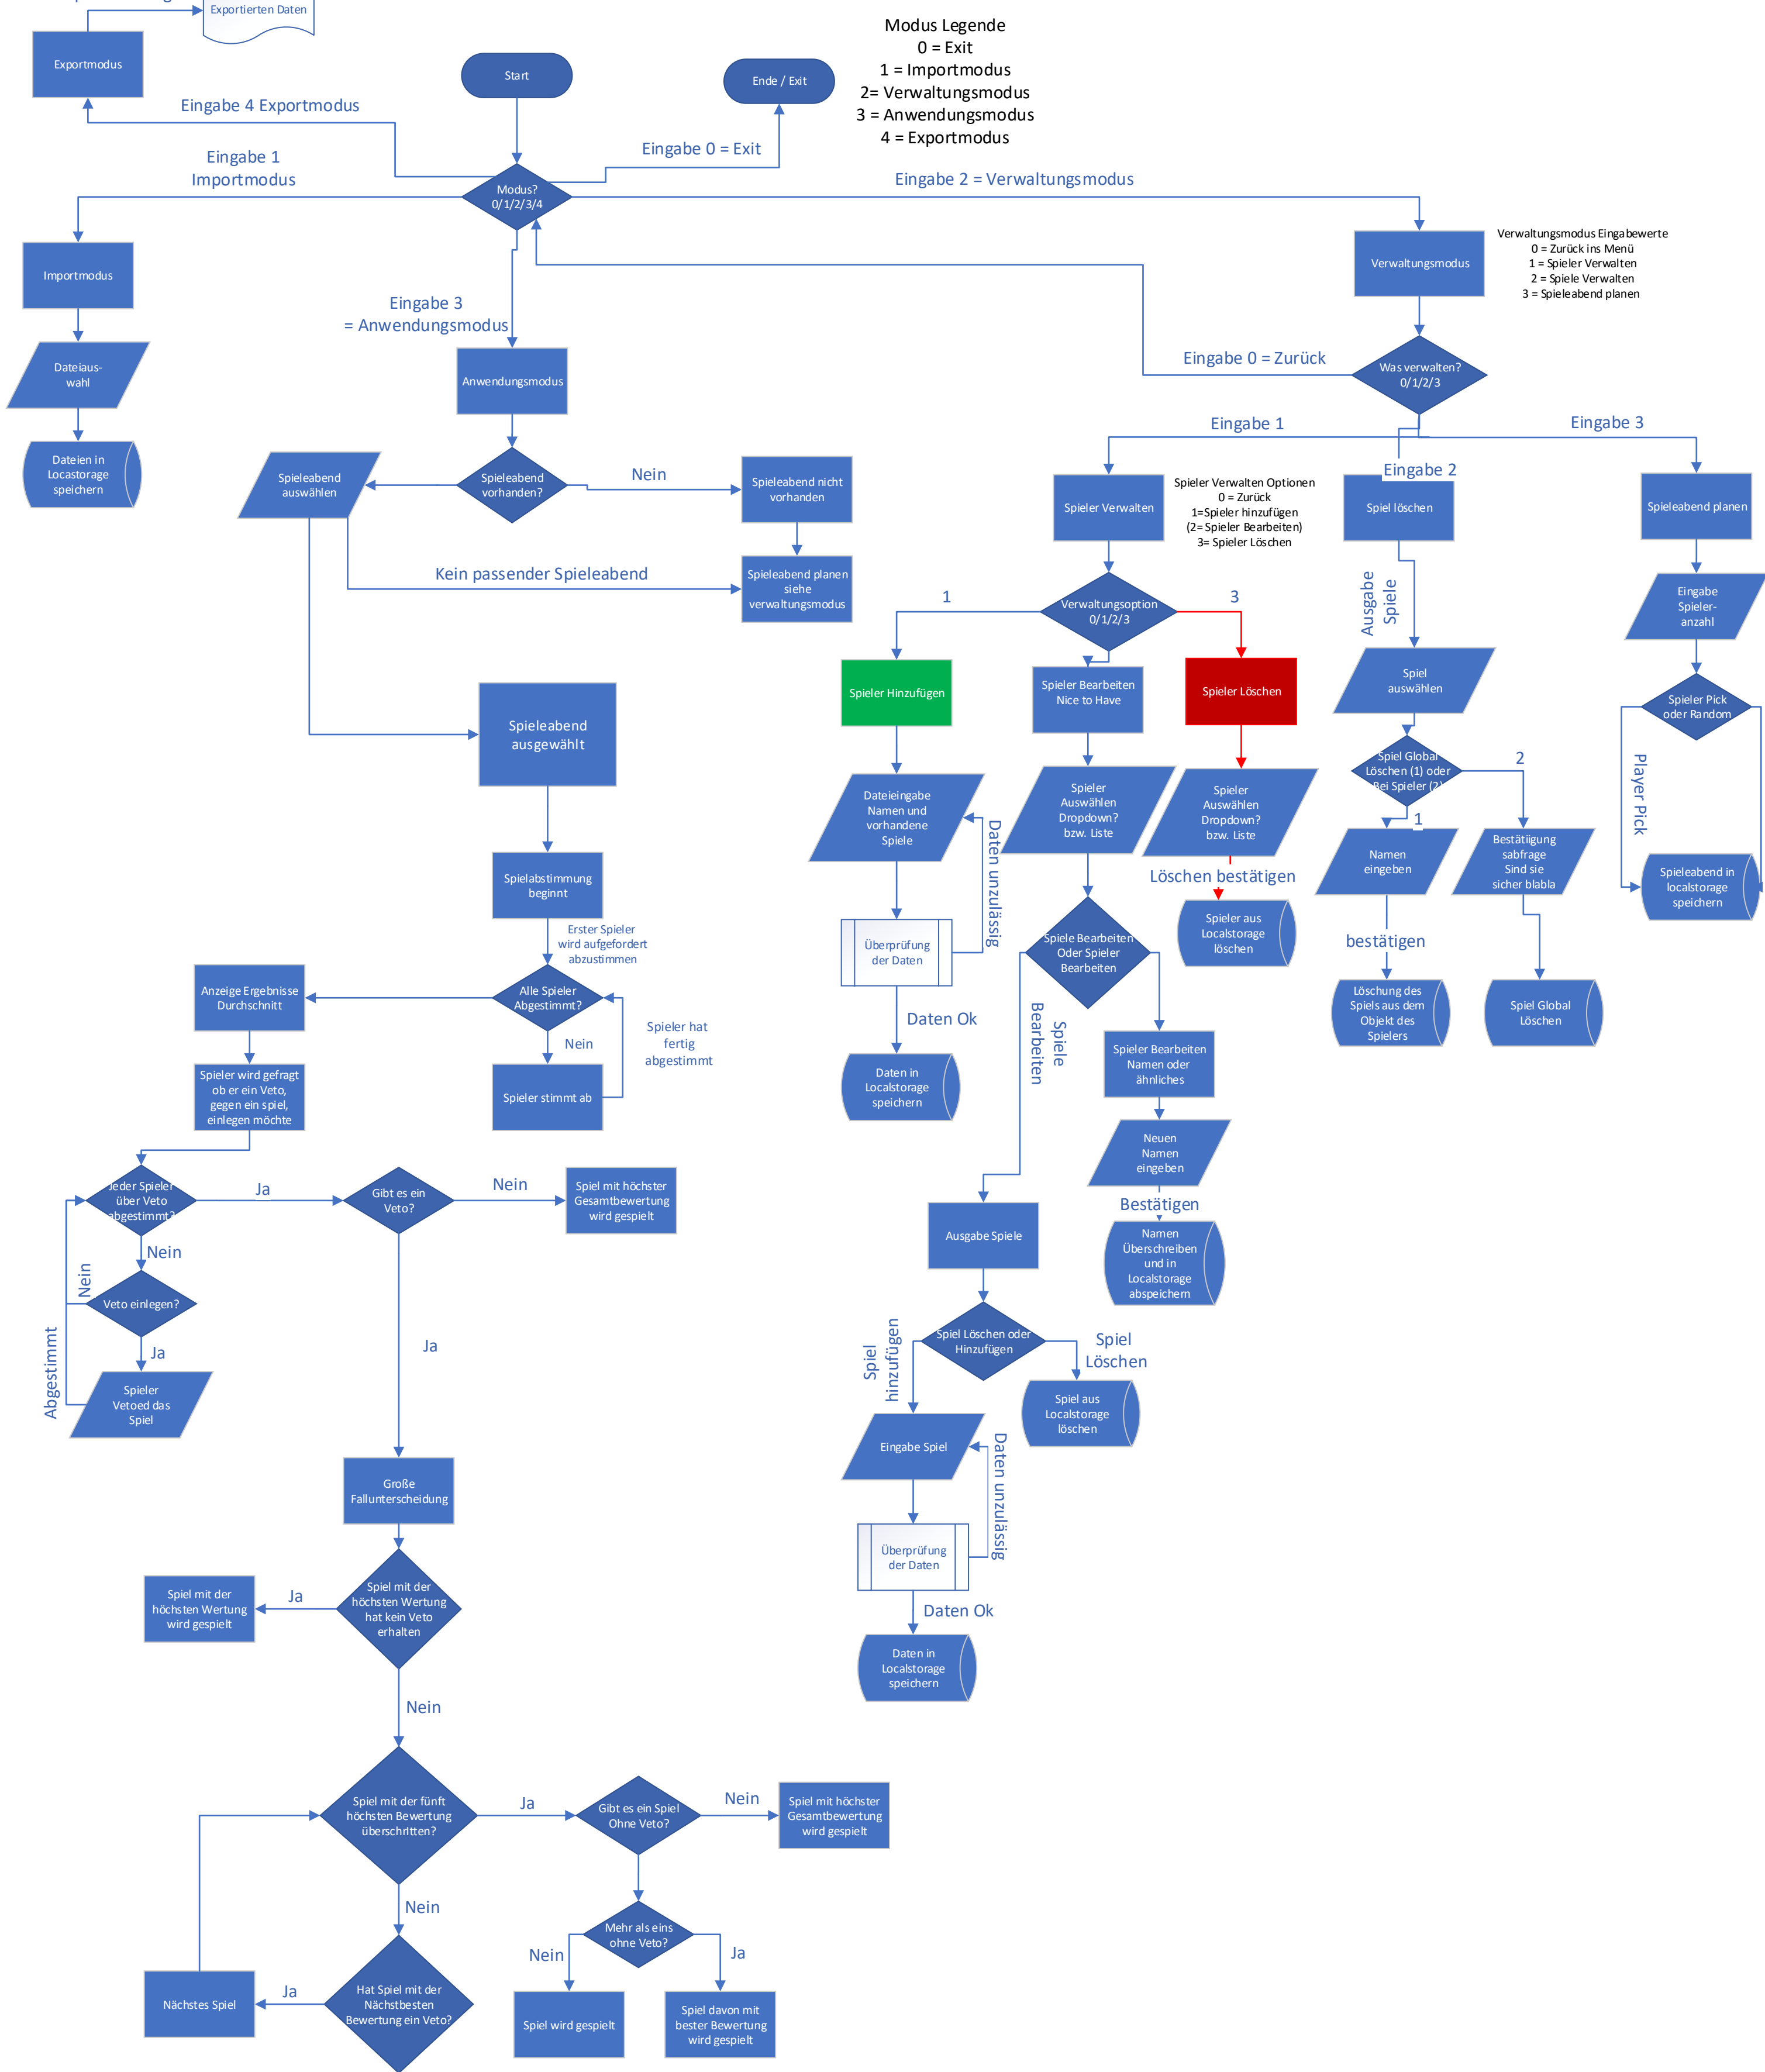 Exportierten Daten
Exportmodus
Start
Ende / Exit
Modus Legende
0 = Exit
1 = Importmodus
2= Verwaltungsmodus
3 = Anwendungsmodus
4 = Exportmodus
Eingabe 4 Exportmodus
Eingabe 0 = Exit
Eingabe 1
Importmodus
Modus?
0/1/2/3/4
Eingabe 2 = Verwaltungsmodus
Importmodus
Verwaltungsmodus
Verwaltungsmodus Eingabewerte
0 = Zurück ins Menü
1 = Spieler Verwalten
2 = Spiele Verwalten
3 = Spieleabend planen
Eingabe 3
= Anwendungsmodus
Dateiaus-
wahl
Anwendungsmodus
Eingabe 0 = Zurück
Was verwalten?
0/1/2/3
Eingabe 1
Eingabe 2
Eingabe 3
Dateien in
Locastorage
speichern
Spieleabend
auswählen
Spieleabend
vorhanden?
Nein
Spieleabend nicht
vorhanden
Kein passender Spieleabend
Spieleabend planen
siehe
verwaltungsmodus
Spieler Verwalten
Spieler Verwalten Optionen
0 = Zurück
1=Spieler hinzufügen
(2= Spieler Bearbeiten)
3= Spieler Löschen
Spiel löschen
Spieleabend planen
Verwaltungsoption
0/1/2/3
1
3
Ausgabe
Spiele
Eingabe
Spieler-
anzahl
Spieler Hinzufügen
Spieler Bearbeiten
Nice to Have
Spieler Löschen
Spiel
auswählen
Spieler Pick
oder Random
Player Pick
Spieleabend
ausgewählt
Spiel Global
Löschen (1) oder
Bei Spieler (2)
2
1
Dateieingabe
Namen und
vorhandene
Spiele
Daten unzulässig
Spieler
Auswählen
Dropdown?
bzw. Liste
Spieler
Auswählen
Dropdown?
bzw. Liste
Löschen bestätigen
Namen
eingeben
Bestätiigung
sabfrage
Sind sie
sicher blabla
Spieleabend in
localstorage
speichern
Spielabstimmung
beginnt
Erster Spieler
wird aufgefordert
abzustimmen
Überprüfung
der Daten
Spiele Bearbeiten
Oder Spieler
Bearbeiten
Spieler aus
Localstorage
löschen
bestätigen
Anzeige Ergebnisse
Durchschnitt
Alle Spieler
Abgestimmt?
Spieler hat
fertig
abgestimmt
Nein
Spieler stimmt ab
Daten Ok
Daten in
Localstorage
speichern
Spiele
Bearbeiten
Spieler Bearbeiten
Namen oder
ähnliches
Löschung des
Spiels aus dem
Objekt des
Spielers
Spiel Global
Löschen
Spieler wird gefragt
ob er ein Veto,
gegen ein spiel,
einlegen möchte
Neuen
Namen
eingeben
Bestätigen
Namen
Überschreiben
und in
Localstorage
abspeichern
Jeder Spieler
über Veto
abgestimmt?
Ja
Gibt es ein
Veto?
Nein
Spiel mit höchster
Gesamtbewertung
wird gespielt
Nein
Nein
Veto einlegen?
Ja
Abgestimmt
Spieler
Vetoed das
Spiel
Ja
Ausgabe Spiele
Spiel Löschen oder
Hinzufügen
Spiel
hinzufügen
Spiel
Löschen
Spiel aus
Localstorage
löschen
Eingabe Spiel
Daten unzulässig
Überprüfung
der Daten
Daten Ok
Daten in
Localstorage
speichern
Große
Fallunterscheidung
Spiel mit der
höchsten Wertung
hat kein Veto
erhalten
Ja
Spiel mit der
höchsten Wertung
wird gespielt
Nein
Spiel mit der fünft
höchsten Bewertung
überschritten?
Ja
Gibt es ein Spiel
Ohne Veto?
Nein
Spiel mit höchster
Gesamtbewertung
wird gespielt
Nein
Mehr als eins
ohne Veto?
Nein
Ja
Hat Spiel mit der
Nächstbesten
Bewertung ein Veto?
Ja
Nächstes Spiel
Spiel wird gespielt
Spiel davon mit
bester Bewertung
wird gespielt